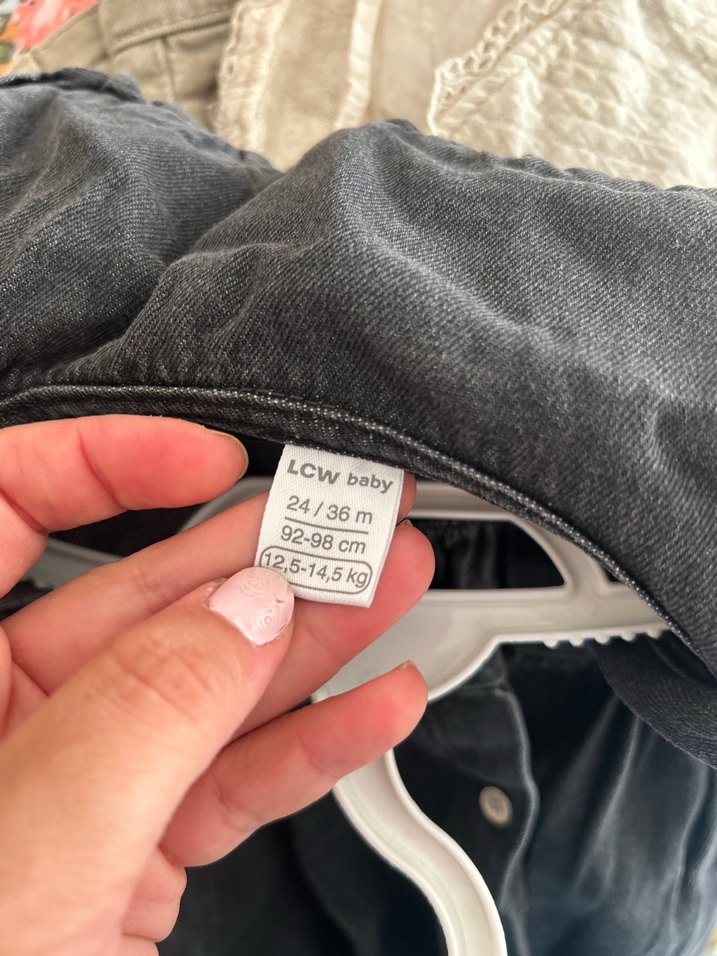 LCW baby
24 / 36 m
92-98 cm
12,5-14,5 kg